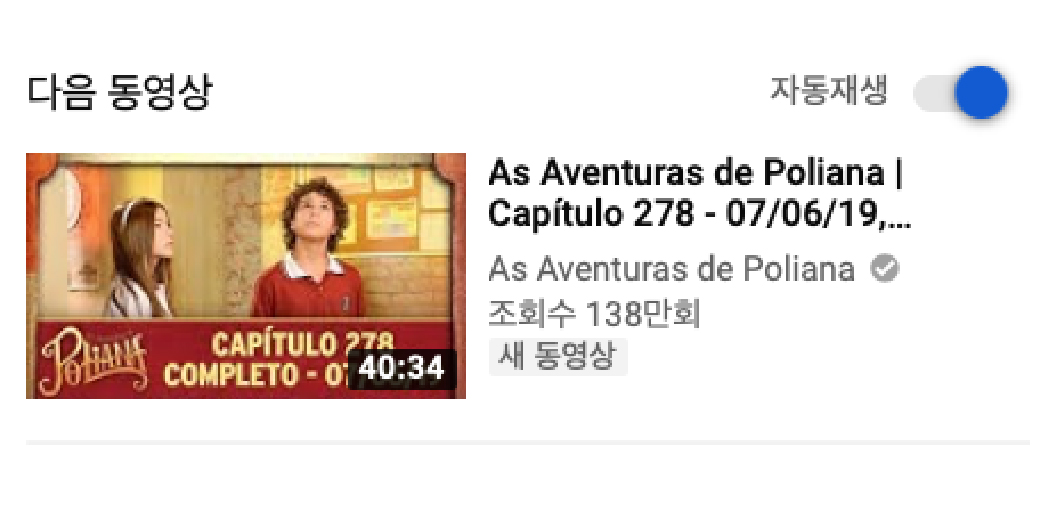 다음 동영상
자동재생
As Aventuras de Poliana |
Capítulo 278 - 07/06/19,...
As Aventuras de Poliana
조회수 138만회
새 동영상
POLIANA
CAPÍTULO 278
COMPLETO - 07
40:34